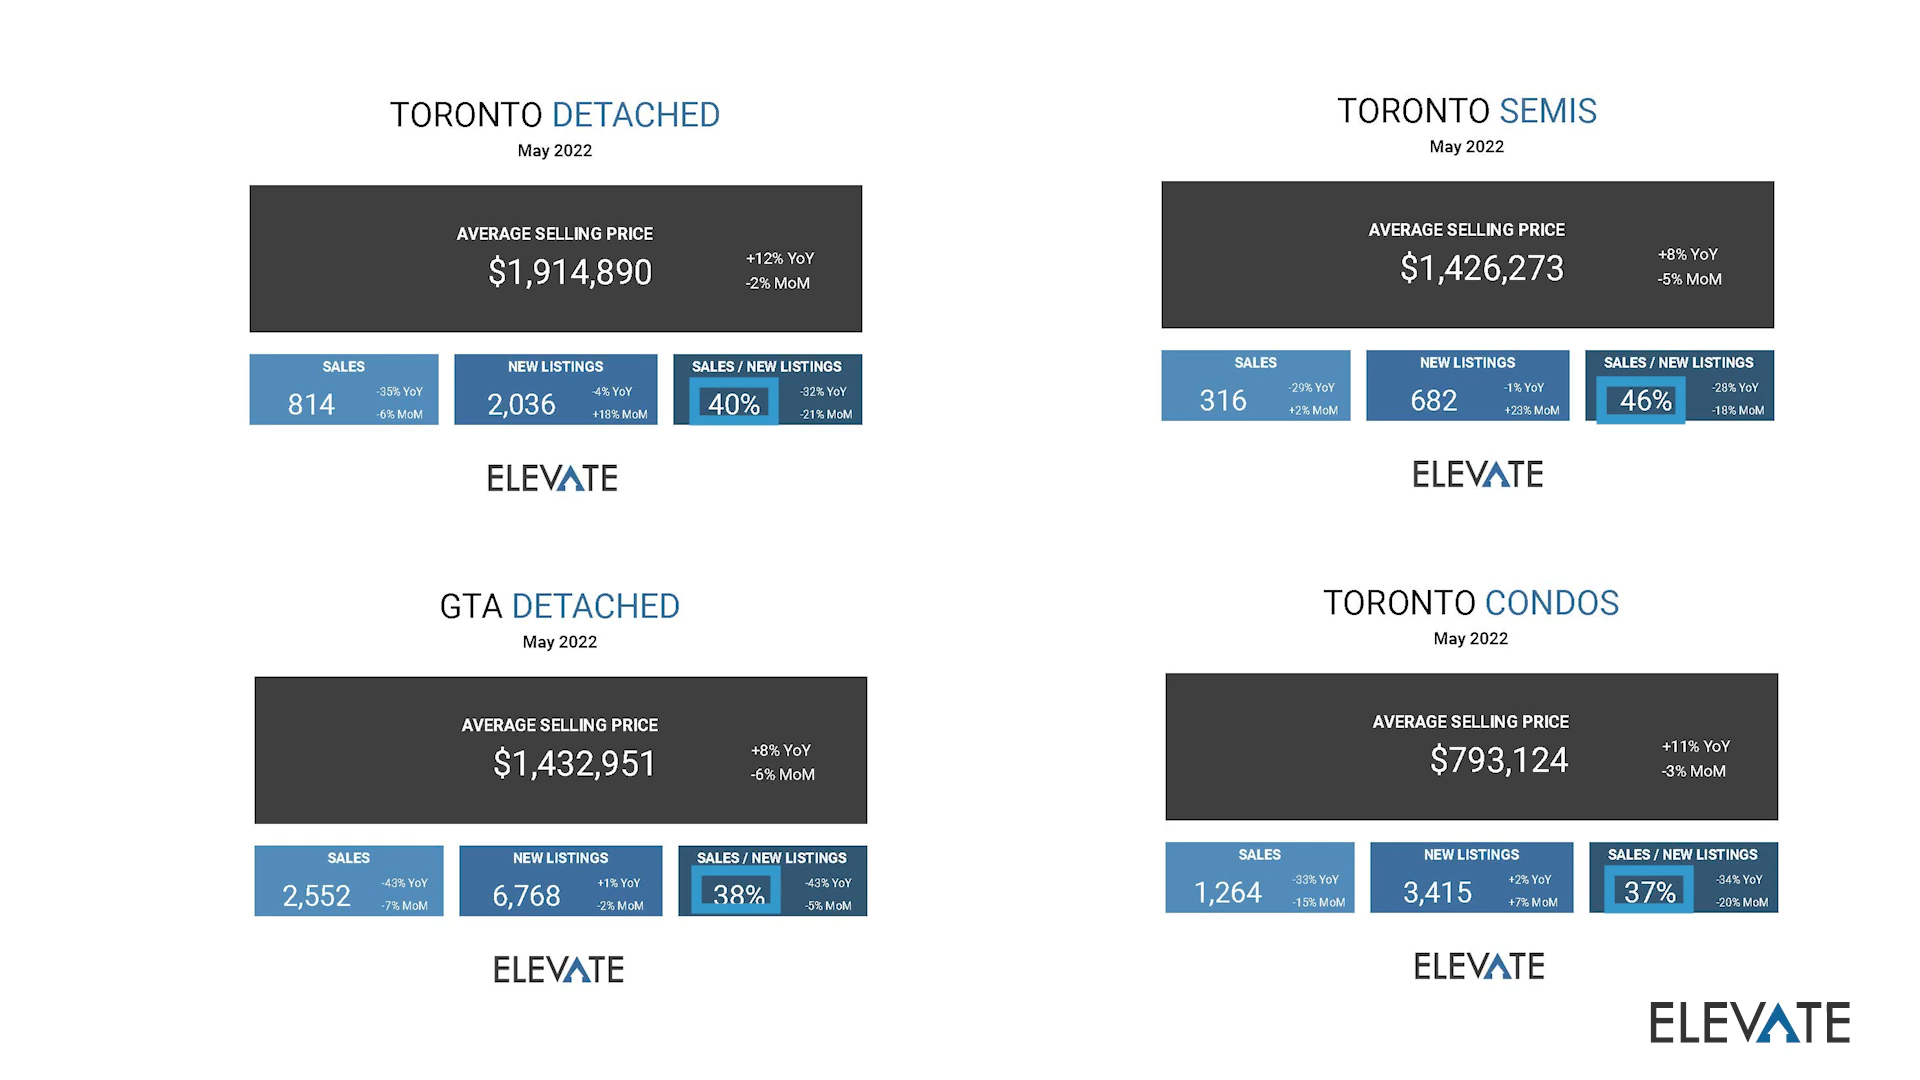 TORONTO DETACHED
May 2022
AVERAGE SELLING PRICE
$1,914,890
+12% YoY
-2% MoM
SALES
814
-35% YoY
-6% MoM
NEW LISTINGS
2,036
-4% YoY
+18% MoM
SALES / NEW LISTINGS
40%
-32% YoY
-21% MoM
ELEVATE
TORONTO SEMIS
May 2022
AVERAGE SELLING PRICE
$1,426,273
+8% YoY
-5% MoM
SALES
316
-29% YoY
+2% MoM
NEW LISTINGS
682
-1% YoY
+23% MoM
SALES / NEW LISTINGS
46%
-28% YoY
-18% MoM
ELEVATE
GTA DETACHED
May 2022
AVERAGE SELLING PRICE
$1,432,951
+8% YoY
-6% MoM
SALES
2,552
-43% YoY
-7% MoM
NEW LISTINGS
6,768
+1% YoY
-2% MoM
SALES / NEW LISTINGS
38%
-43% YoY
-5% MoM
ELEVATE
TORONTO CONDOS
May 2022
AVERAGE SELLING PRICE
$793,124
+11% YoY
-3% MoM
SALES
1,264
-33% YoY
-15% MoM
NEW LISTINGS
3,415
+2% YoY
+7% MoM
SALES / NEW LISTINGS
37%
-34% YoY
-20% MoM
ELEVATE
ELEVATE